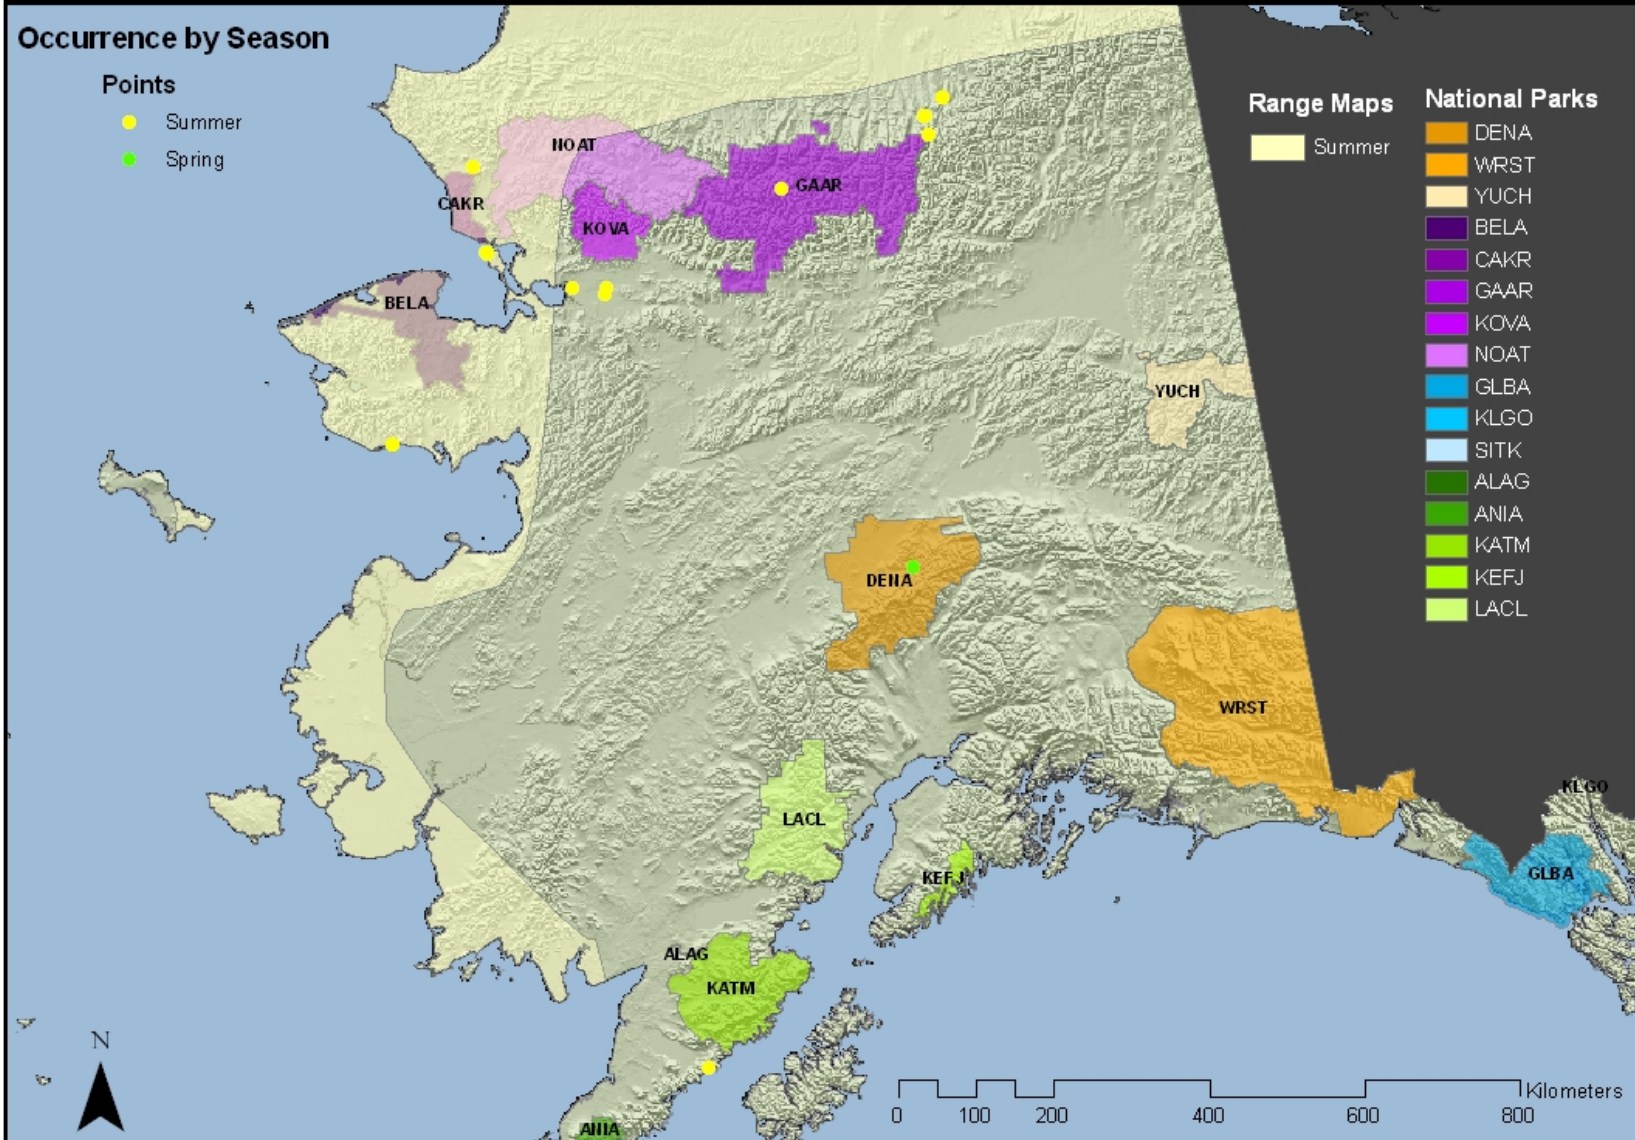 Occurrence by Season
Points
Summer
Spring
Range Maps
Summer
National Parks
DENA
WRST
YUCH
BELA
CAKR
GAAR
KOVA
NOAT
GLBA
KLGO
SITK
ALAG
ANIA
KATM
KEFJ
LACL
NOAT
GAAR
CAKR
KOVA
BELA
YUCH
DENA
WRST
KLGO
LACL
GLBA
KEFJ
ALAG
KATM
ANIA
N
Kilometers
0 100 200 400 600 800